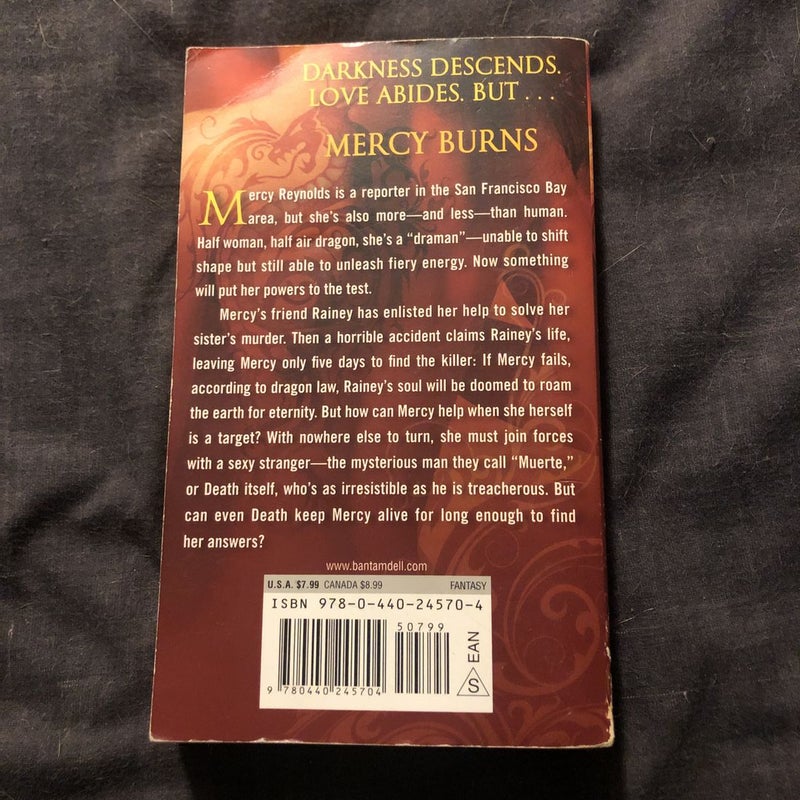 DARKNESS DESCENDS.
LOVE ABIDES. BUT . . .
MERCY BURNS
Mercy Reynolds is a reporter in the San Francisco Bay
area, but she's also more—and less—than human.
Half woman, half air dragon, she's a “draman”—unable to shift
shape but still able to unleash fiery energy. Now something
will put her powers to the test.
Mercy's friend Rainey has enlisted her help to solve her
sister's murder. Then a horrible accident claims Rainey's life,
leaving Mercy only five days to find the killer: If Mercy fails,
according to dragon law, Rainey's soul will be doomed to roam
the earth for eternity. But how can Mercy help when she herself
is a target? With nowhere else to turn, she must join forces
with a sexy stranger—the mysterious man they call “Muerte,”
or Death itself, who's as irresistible as he is treacherous. But
can even Death keep Mercy alive for long enough to find
her answers?
www.bantamdell.com
U.S.A. $7.99 CANADA $8.99 FANTASY
ISBN 978-0-440-24570-4
50799
9 780440 245704
S EAN